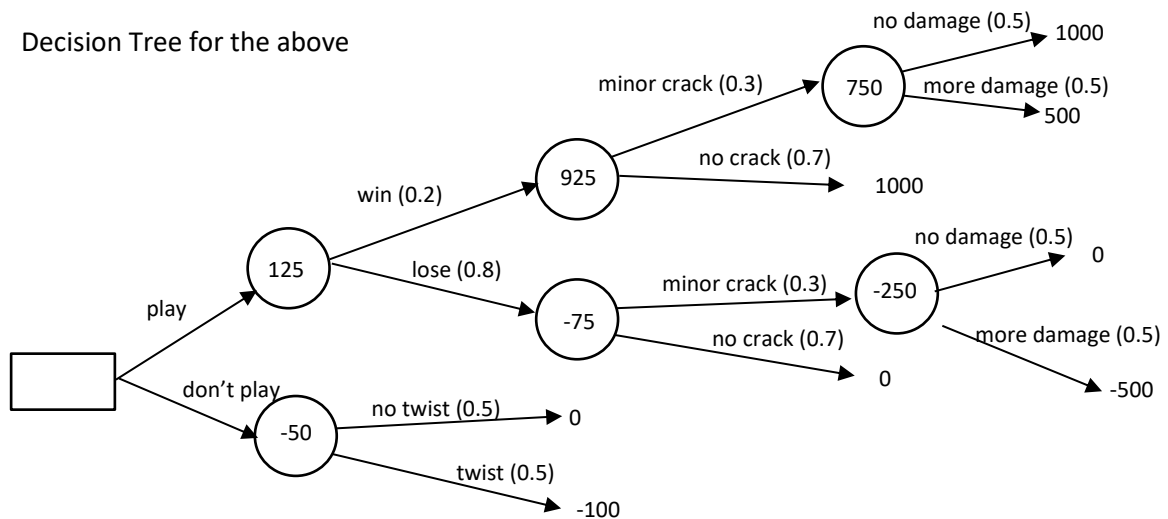 Decision Tree for the above
no damage (0.5)
1000
minor crack (0.3)
750
more damage (0.5)
500
no crack (0.7)
925
1000
win (0.2)
no damage (0.5)
0
125
lose (0.8)
minor crack (0.3)
-250
play
-75
no crack (0.7)
more damage (0.5)
0
-500
don’t play
no twist (0.5)
0
-50
twist (0.5)
-100